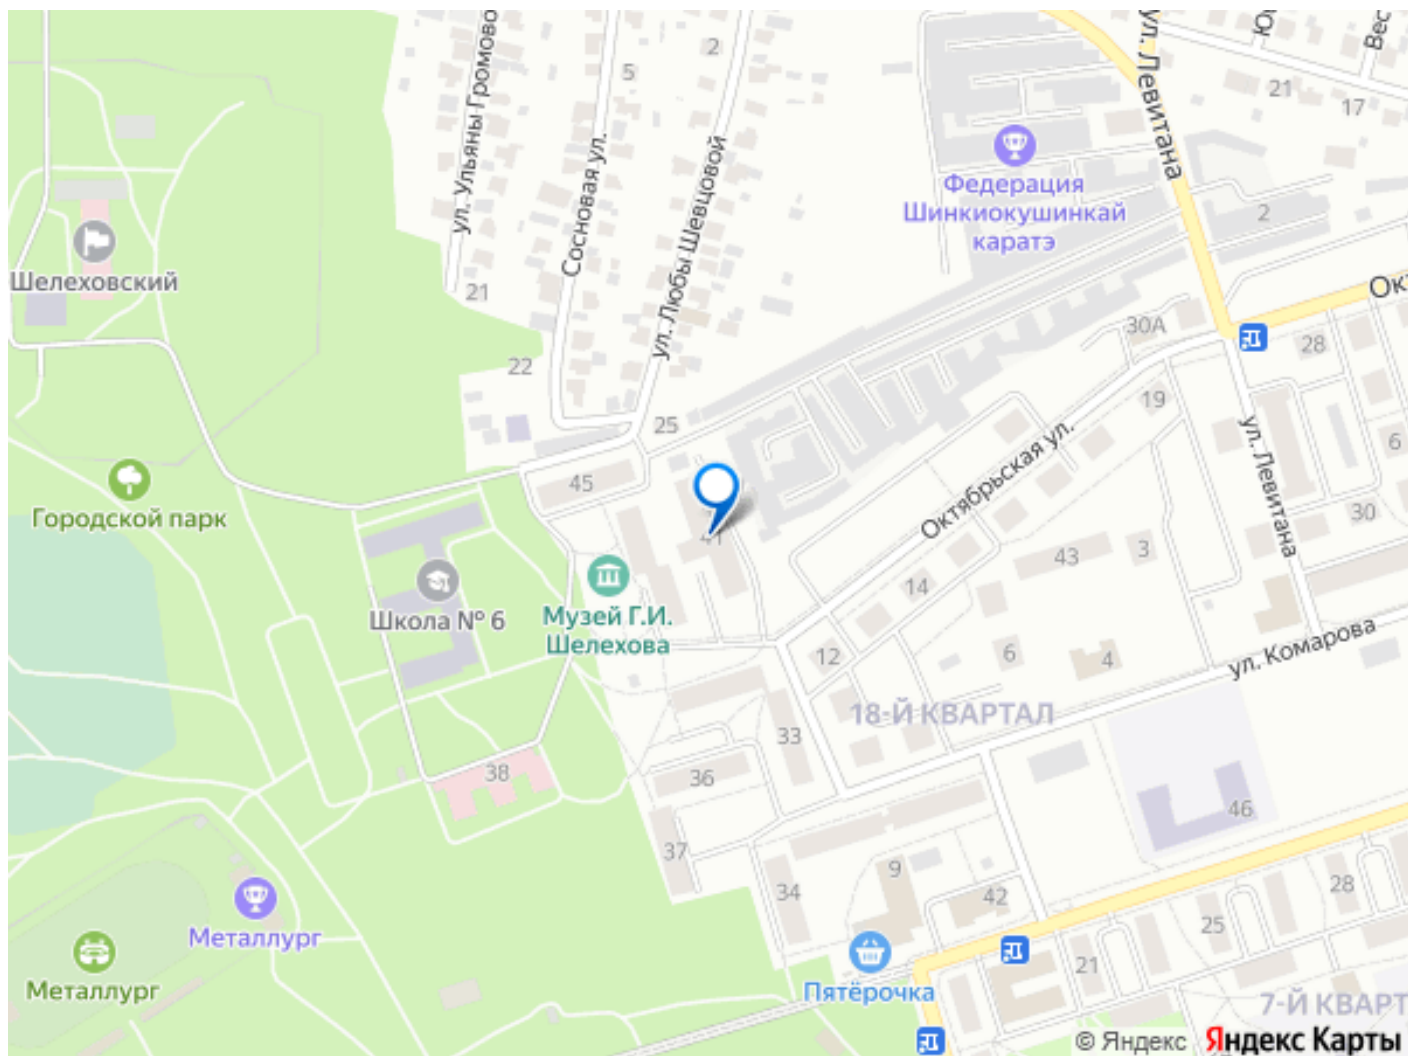 ул. Ульяны Громово
2
5
Сосновая ул.
ул. Любы Шевцовой
ул. Левитана
Ю
Вес
21
17
Федерация
Шинкиокушинкай
каратэ
2
Шелеховский
21
Окт
30А
28
22
25
19
6
45
Городской парк
41
Октябрьская ул.
ул. Левитана
30
Школа № 6
Музей Г.И.
Шелехова
14
43
3
12
6
4
ул. Комарова
18-Й КВАРТАЛ
33
38
36
46
37
9
34
42
28
25
21
Металлург
Металлург
Пятёрочка
7-Й КВАРТ
© Яндекс
Яндекс Карты